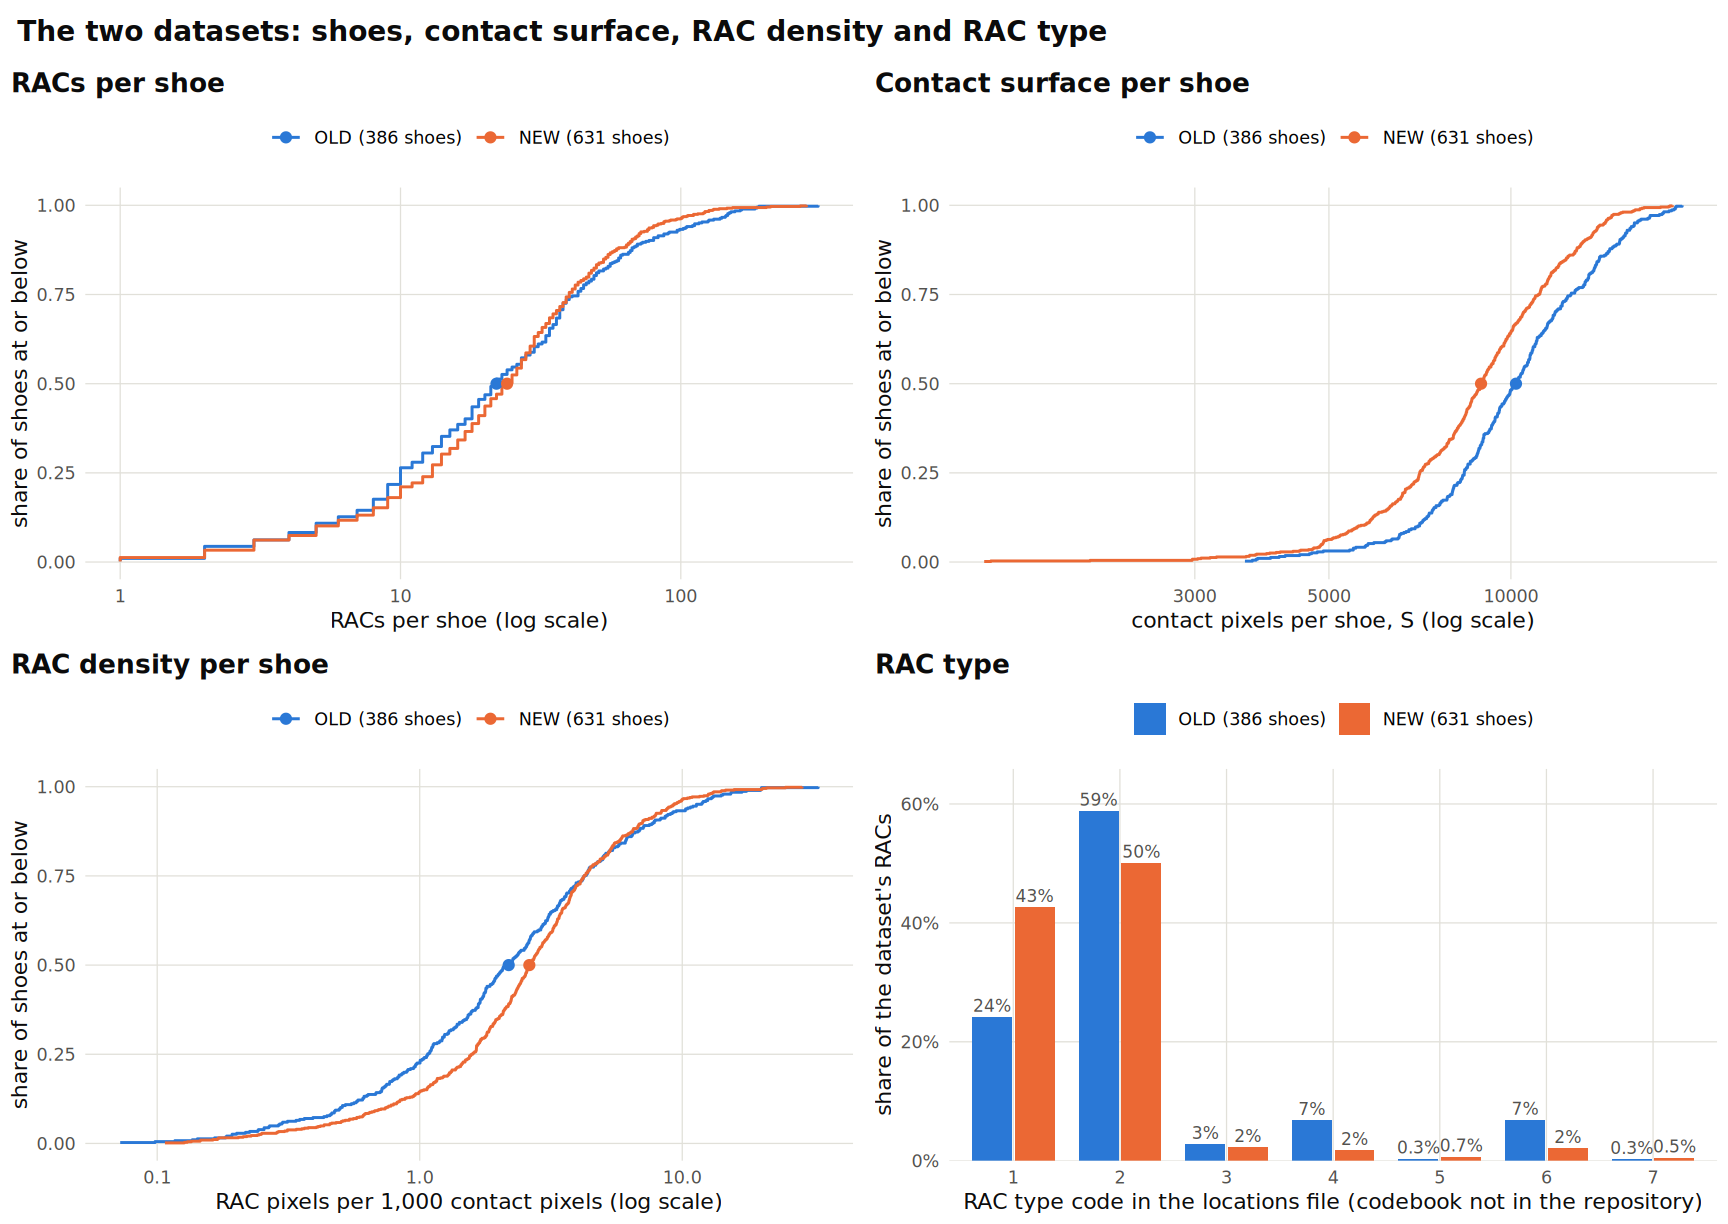 The two datasets: shoes, contact surface, RAC density and RAC type
RACs per shoe
OLD (386 shoes) NEW (631 shoes)
share of shoes at or below
1.00
0.75
0.50
0.25
0.00
1 10 100
RACs per shoe (log scale)
Contact surface per shoe
OLD (386 shoes) NEW (631 shoes)
share of shoes at or below
1.00
0.75
0.50
0.25
0.00
3000 5000 10000
contact pixels per shoe, S (log scale)
RAC density per shoe
OLD (386 shoes) NEW (631 shoes)
share of shoes at or below
1.00
0.75
0.50
0.25
0.00
0.1 1.0 10.0
RAC pixels per 1,000 contact pixels (log scale)
RAC type
OLD (386 shoes) NEW (631 shoes)
share of the dataset's RACs
60%
40%
20%
0%
24% 43% 59% 50% 3% 2% 7% 2% 0.3% 0.7% 7% 2% 0.3% 0.5%
1 2 3 4 5 6 7
RAC type code in the locations file (codebook not in the repository)